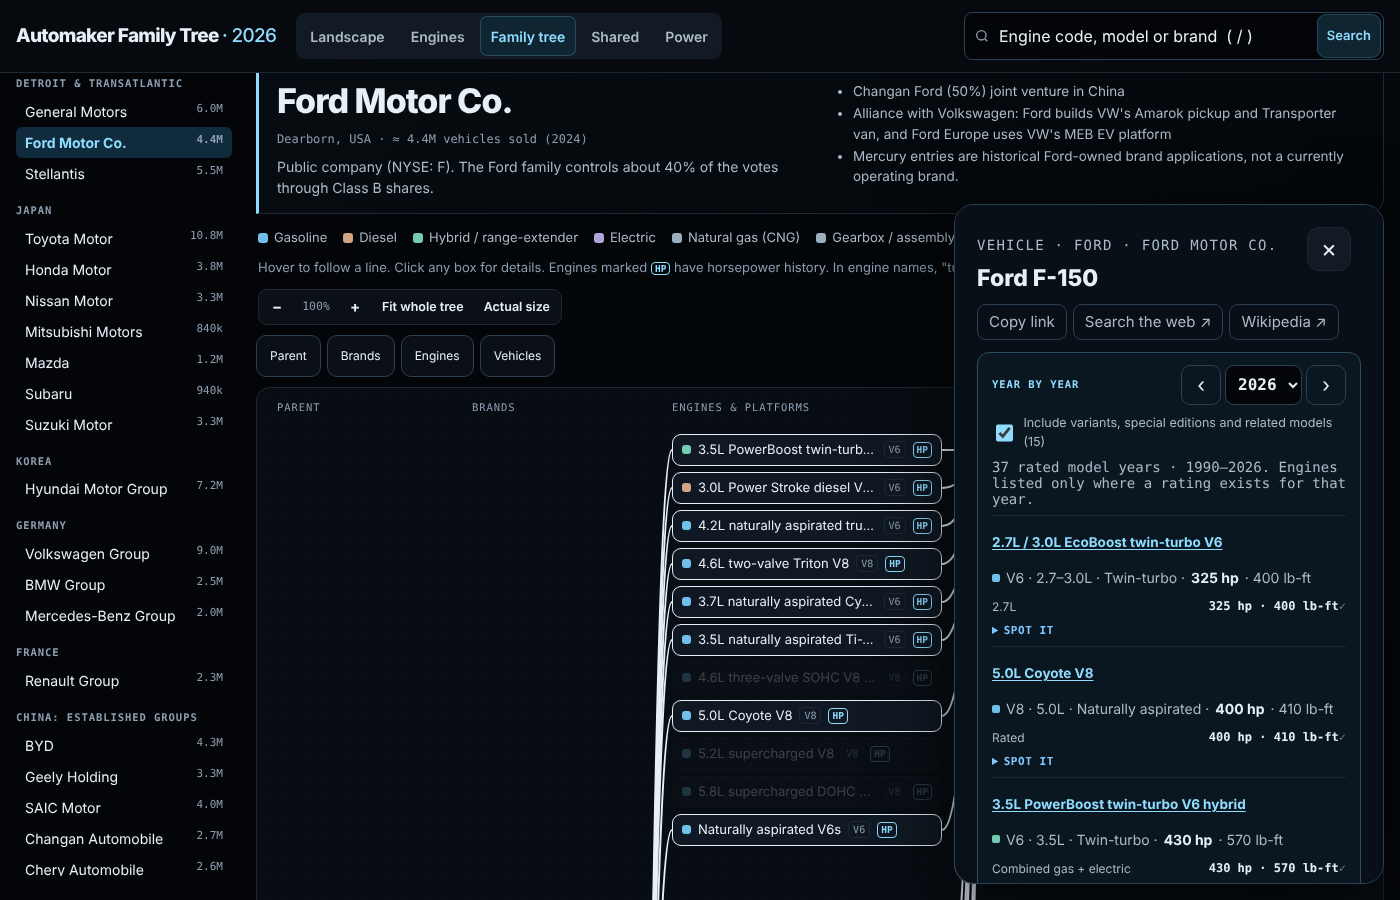 Automaker Family Tree · 2026
Landscape
Engines
Family tree
Shared
Power
Engine code, model or brand ( / )
Search
DETROIT & TRANSATLANTIC
General Motors 6.0M
Ford Motor Co. 4.4M
Stellantis 5.5M
JAPAN
Toyota Motor 10.8M
Honda Motor 3.8M
Nissan Motor 3.3M
Mitsubishi Motors 840k
Mazda 1.2M
Subaru 940k
Suzuki Motor 3.3M
KOREA
Hyundai Motor Group 7.2M
GERMANY
Volkswagen Group 9.0M
BMW Group 2.5M
Mercedes-Benz Group 2.0M
FRANCE
Renault Group 2.3M
CHINA: ESTABLISHED GROUPS
BYD 4.3M
Geely Holding 3.3M
SAIC Motor 4.0M
Changan Automobile 2.7M
Chery Automobile 2.6M
Ford Motor Co.
Dearborn, USA · ≈ 4.4M vehicles sold (2024)
Public company (NYSE: F). The Ford family controls about 40% of the votes
through Class B shares.
• Changan Ford (50%) joint venture in China
• Alliance with Volkswagen: Ford builds VW's Amarok pickup and Transporter
van, and Ford Europe uses VW's MEB EV platform
• Mercury entries are historical Ford-owned brand applications, not a currently
operating brand.
Gasoline
Diesel
Hybrid / range-extender
Electric
Natural gas (CNG)
Gearbox / assembly
Hover to follow a line. Click any box for details. Engines marked HP have horsepower history. In engine names, "tu
− 100% + Fit whole tree Actual size
Parent
Brands
Engines
Vehicles
PARENT
BRANDS
ENGINES & PLATFORMS
3.5L PowerBoost twin-turb... V6 HP
3.0L Power Stroke diesel V... V6 HP
4.2L naturally aspirated tru... V6 HP
4.6L two-valve Triton V8 V8 HP
3.7L naturally aspirated Cy... V6 HP
3.5L naturally aspirated Ti-... V6 HP
4.6L three-valve SOHC V8 ... V8 HP
5.0L Coyote V8 V8 HP
5.2L supercharged V8 V8 HP
5.8L supercharged DOHC ... V8 HP
Naturally aspirated V6s V6 HP
VEHICLE · FORD · FORD MOTOR CO.
✕
Ford F-150
Copy link
Search the web ↗
Wikipedia ↗
YEAR BY YEAR
‹ 2026 ›
Include variants, special editions and related models
(15)
37 rated model years · 1990–2026. Engines
listed only where a rating exists for that
year.
2.7L / 3.0L EcoBoost twin-turbo V6
V6 · 2.7–3.0L · Twin-turbo · 325 hp · 400 lb-ft
2.7L 325 hp · 400 lb-ft✓
▶ SPOT IT
5.0L Coyote V8
V8 · 5.0L · Naturally aspirated · 400 hp · 410 lb-ft
Rated 400 hp · 410 lb-ft✓
▶ SPOT IT
3.5L PowerBoost twin-turbo V6 hybrid
V6 · 3.5L · Twin-turbo · 430 hp · 570 lb-ft
Combined gas + electric 430 hp · 570 lb-ft✓